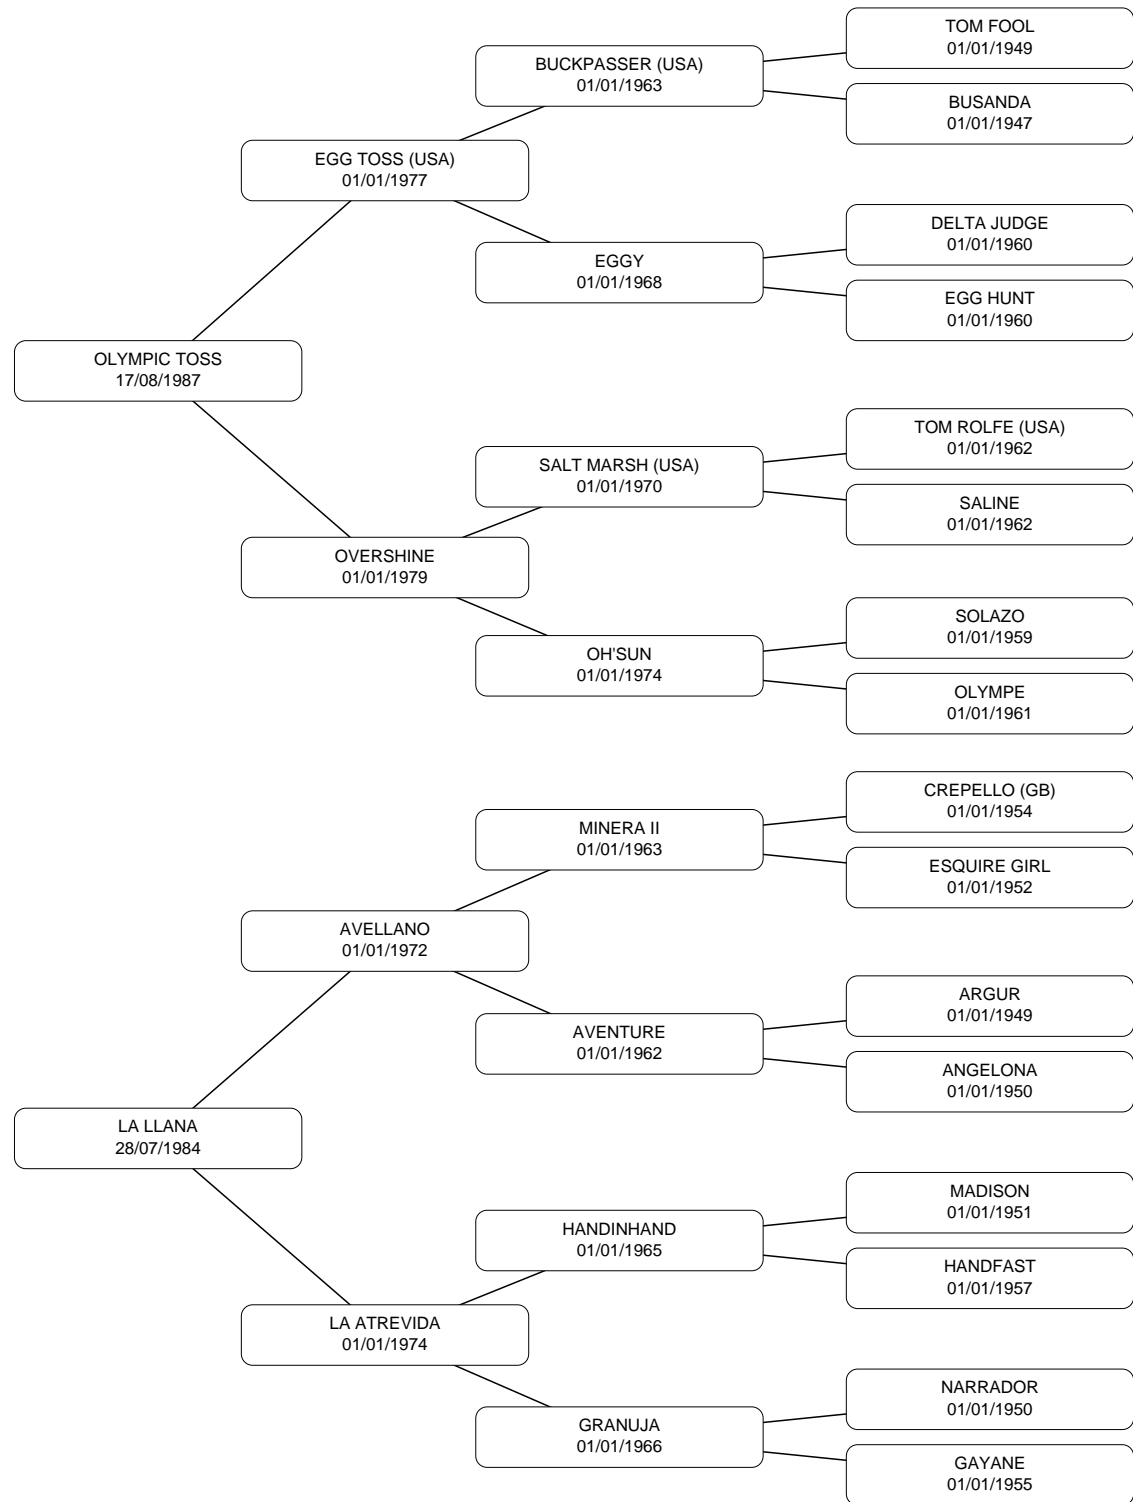 TOM FOOL
01/01/1949
BUCKPASSER (USA)
01/01/1963
BUSANDA
01/01/1947
EGG TOSS (USA)
01/01/1977
DELTA JUDGE
01/01/1960
EGGY
01/01/1968
EGG HUNT
01/01/1960
OLYMPIC TOSS
17/08/1987
TOM ROLFE (USA)
01/01/1962
SALT MARSH (USA)
01/01/1970
SALINE
01/01/1962
OVERSHINE
01/01/1979
SOLAZO
01/01/1959
OH'SUN
01/01/1974
OLYMPE
01/01/1961
CREPELLO (GB)
01/01/1954
MINERA II
01/01/1963
ESQUIRE GIRL
01/01/1952
AVELLANO
01/01/1972
ARGUR
01/01/1949
AVENTURE
01/01/1962
ANGELONA
01/01/1950
LA LLANA
28/07/1984
MADISON
01/01/1951
HANDINHAND
01/01/1965
HANDFAST
01/01/1957
LA ATREVIDA
01/01/1974
NARRADOR
01/01/1950
GRANUJA
01/01/1966
GAYANE
01/01/1955